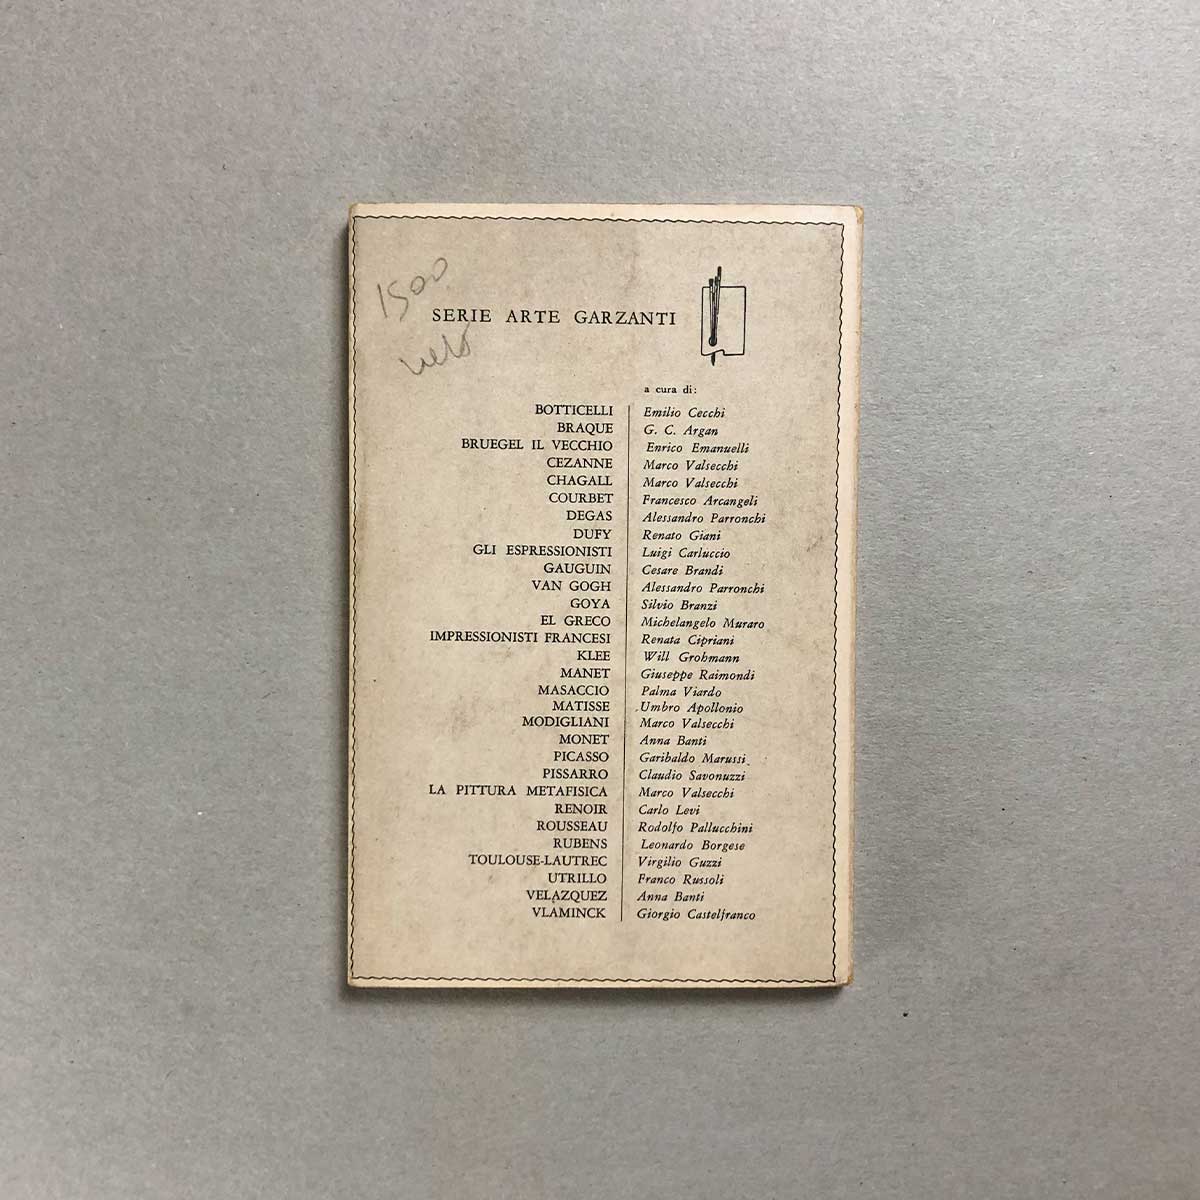 1500
SERIE ARTE GARZANTI
a cura di:
BOTTICELLI Emilio Cecchi
BRAQUE G. C. Argan
BRUEGEL IL VECCHIO Enrico Emanuelli
CEZANNE Marco Valsecchi
CHAGALL Marco Valsecchi
COURBET Francesco Arcangeli
DEGAS Alessandro Parronchi
DUFY Renato Giani
GLI ESPRESSIONISTI Luigi Carluccio
GAUGUIN Cesare Brandi
VAN GOGH Alessandro Parronchi
GOYA Silvio Branzi
EL GRECO Michelangelo Muraro
IMPRESSIONISTI FRANCESI Renata Cipriani
KLEE Will Grohmann
MANET Giuseppe Raimondi
MASACCIO Palma Viardo
MATISSE Umbro Apollonio
MODIGLIANI Marco Valsecchi
MONET Anna Banti
PICASSO Garibaldo Marussi
PISSARRO Claudio Savonuzzi
LA PITTURA METAFISICA Marco Valsecchi
RENOIR Carlo Levi
ROUSSEAU Rodolfo Pallucchini
RUBENS Leonardo Borgese
TOULOUSE-LAUTREC Virgilio Guzzi
UTRILLO Franco Russoli
VELAZQUEZ Anna Banti
VLAMINCK Giorgio Castelfranco